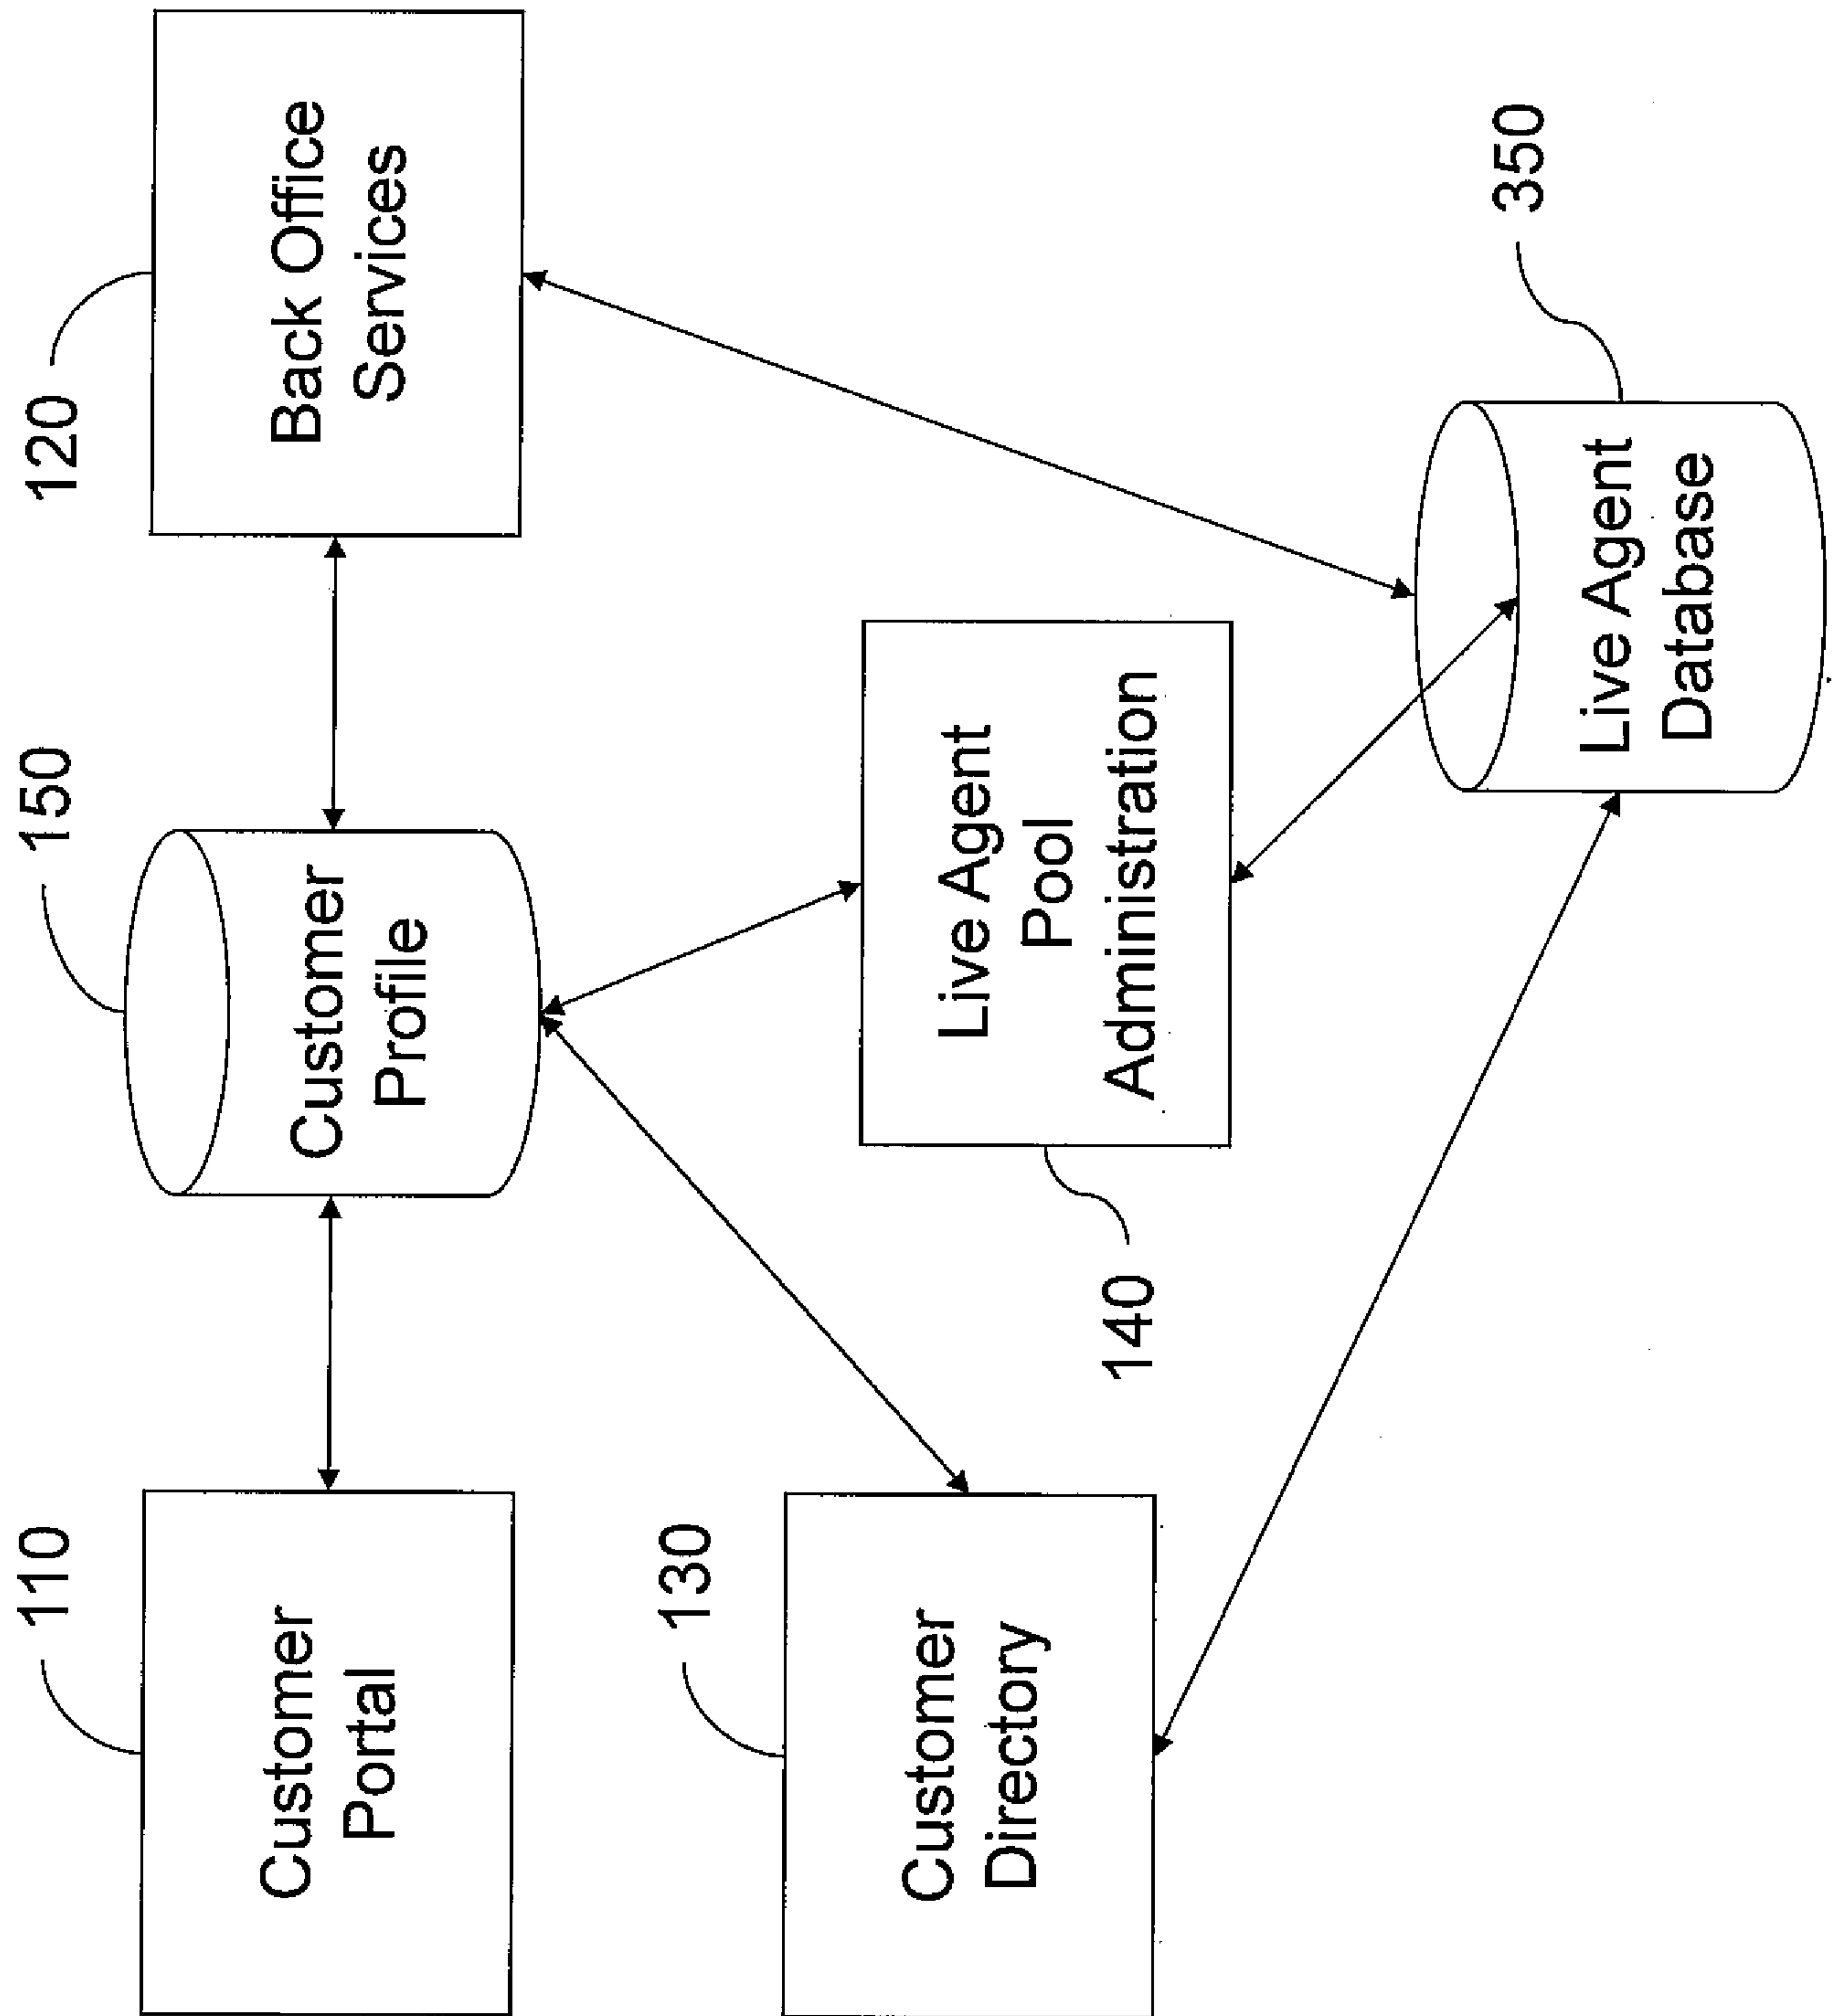 110
Customer
Portal
150
Customer
Profile
120
Back Office
Services
130
Customer
Directory
140
Live Agent
Pool
Administration
350
Live Agent
Database